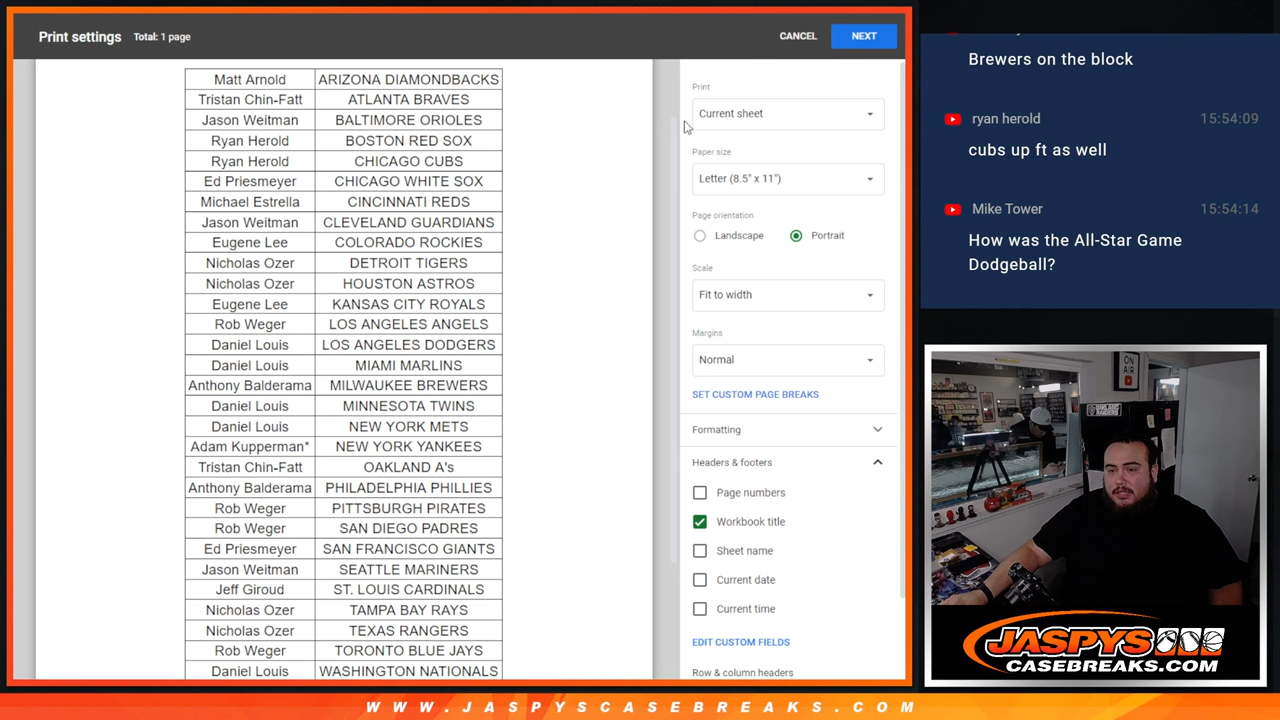 Print settings Total: 1 page CANCEL NEXT
Matt Arnold ARIZONA DIAMONDBACKS
Tristan Chin-Fatt ATLANTA BRAVES
Jason Weitman BALTIMORE ORIOLES
Ryan Herold BOSTON RED SOX
Ryan Herold CHICAGO CUBS
Ed Priesmeyer CHICAGO WHITE SOX
Michael Estrella CINCINNATI REDS
Jason Weitman CLEVELAND GUARDIANS
Eugene Lee COLORADO ROCKIES
Nicholas Ozer DETROIT TIGERS
Nicholas Ozer HOUSTON ASTROS
Eugene Lee KANSAS CITY ROYALS
Rob Weger LOS ANGELES ANGELS
Daniel Louis LOS ANGELES DODGERS
Daniel Louis MIAMI MARLINS
Anthony Balderama MILWAUKEE BREWERS
Daniel Louis MINNESOTA TWINS
Daniel Louis NEW YORK METS
Adam Kupperman* NEW YORK YANKEES
Tristan Chin-Fatt OAKLAND A's
Anthony Balderama PHILADELPHIA PHILLIES
Rob Weger PITTSBURGH PIRATES
Rob Weger SAN DIEGO PADRES
Ed Priesmeyer SAN FRANCISCO GIANTS
Jason Weitman SEATTLE MARINERS
Jeff Giroud ST. LOUIS CARDINALS
Nicholas Ozer TAMPA BAY RAYS
Nicholas Ozer TEXAS RANGERS
Rob Weger TORONTO BLUE JAYS
Daniel Louis WASHINGTON NATIONALS
Print
Current sheet
Paper size
Letter (8.5" x 11")
Page orientation
Landscape Portrait
Scale
Fit to width
Margins
Normal
SET CUSTOM PAGE BREAKS
Formatting
Headers & footers
Page numbers
Workbook title
Sheet name
Current date
Current time
EDIT CUSTOM FIELDS
Row & column headers
Brewers on the block
ryan herold 15:54:09
cubs up ft as well
Mike Tower 15:54:14
How was the All-Star Game
Dodgeball?
ON
AIR
JASPYS
CASEBREAKS.COM
WWW.JASPYSCASEBREAKS.COM